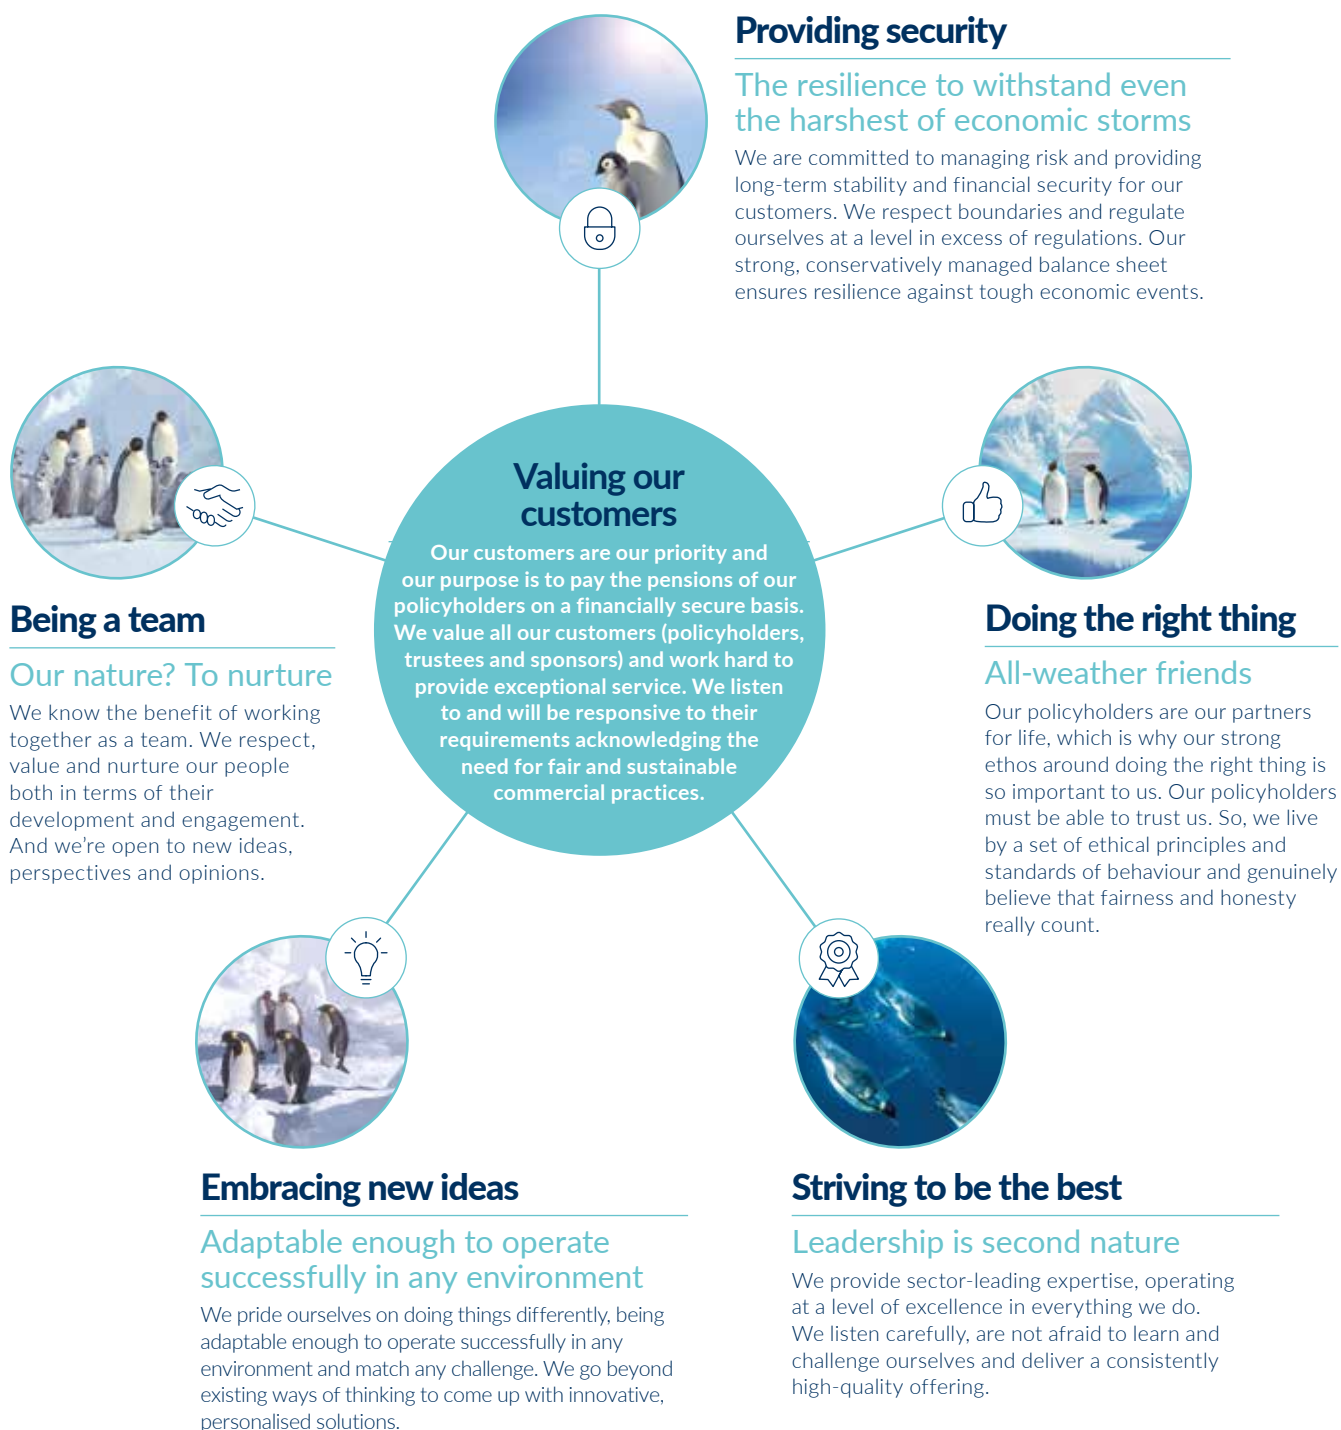 Providing security
The resilience to withstand even
the harshest of economic storms
We are committed to managing risk and providing
long-term stability and financial security for our
customers. We respect boundaries and regulate
ourselves at a level in excess of regulations. Our
strong, conservatively managed balance sheet
ensures resilience against tough economic events.
Valuing our
customers
Our customers are our priority and
our purpose is to pay the pensions of our
policyholders on a financially secure basis.
We value all our customers (policyholders,
trustees and sponsors) and work hard to
provide exceptional service. We listen
to and will be responsive to their
requirements acknowledging the
need for fair and sustainable
commercial practices.
Being a team
Our nature? To nurture
We know the benefit of working
together as a team. We respect,
value and nurture our people
both in terms of their
development and engagement.
And we're open to new ideas,
perspectives and opinions.
Doing the right thing
All-weather friends
Our policyholders are our partners
for life, which is why our strong
ethos around doing the right thing is
so important to us. Our policyholders
must be able to trust us. So, we live
by a set of ethical principles and
standards of behaviour and genuinely
believe that fairness and honesty
really count.
Embracing new ideas
Adaptable enough to operate
successfully in any environment
We pride ourselves on doing things differently, being
adaptable enough to operate successfully in any
environment and match any challenge. We go beyond
existing ways of thinking to come up with innovative,
personalised solutions.
Striving to be the best
Leadership is second nature
We provide sector-leading expertise, operating
at a level of excellence in everything we do.
We listen carefully, are not afraid to learn and
challenge ourselves and deliver a consistently
high-quality offering.